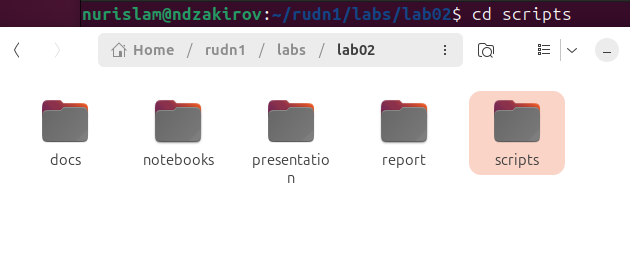 nurislam@ndzakirov:~/rudn1/labs/lab02$ cd scripts
Home / rudn1 / labs / lab02
docs notebooks presentatio report scripts
n